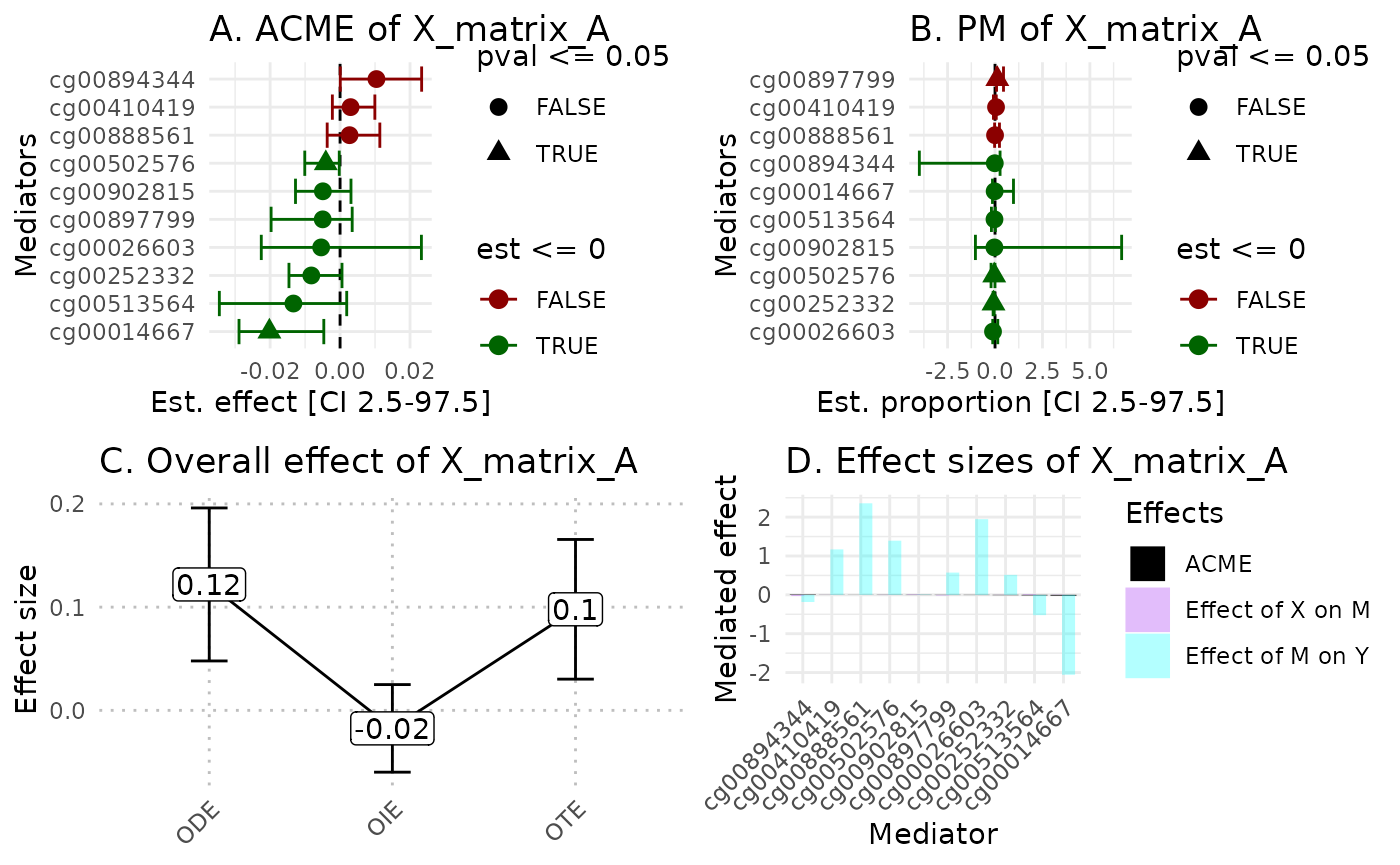 A. ACME of X_matrix_A
pval <= 0.05
FALSE
TRUE
est <= 0
FALSE
TRUE
Mediators
cg00894344
cg00410419
cg00888561
cg00502576
cg00902815
cg00897799
cg00026603
cg00252332
cg00513564
cg00014667
-0.02 0.00 0.02
Est. effect [CI 2.5-97.5]
B. PM of X_matrix_A
pval <= 0.05
FALSE
TRUE
est <= 0
FALSE
TRUE
Mediators
cg00897799
cg00410419
cg00888561
cg00894344
cg00014667
cg00513564
cg00902815
cg00502576
cg00252332
cg00026603
-2.5 0.0 2.5 5.0
Est. proportion [CI 2.5-97.5]
C. Overall effect of X_matrix_A
Effect size
0.2
0.1
0.0
0.12
-0.02
0.1
ODE
OIE
OTE
D. Effect sizes of X_matrix_A
Mediated effect
2
1
0
-1
-2
cg00894344
cg00410419
cg00888561
cg00502576
cg00902815
cg00897799
cg00026603
cg00252332
cg00513564
cg00014667
Mediator
Effects
ACME
Effect of X on M
Effect of M on Y